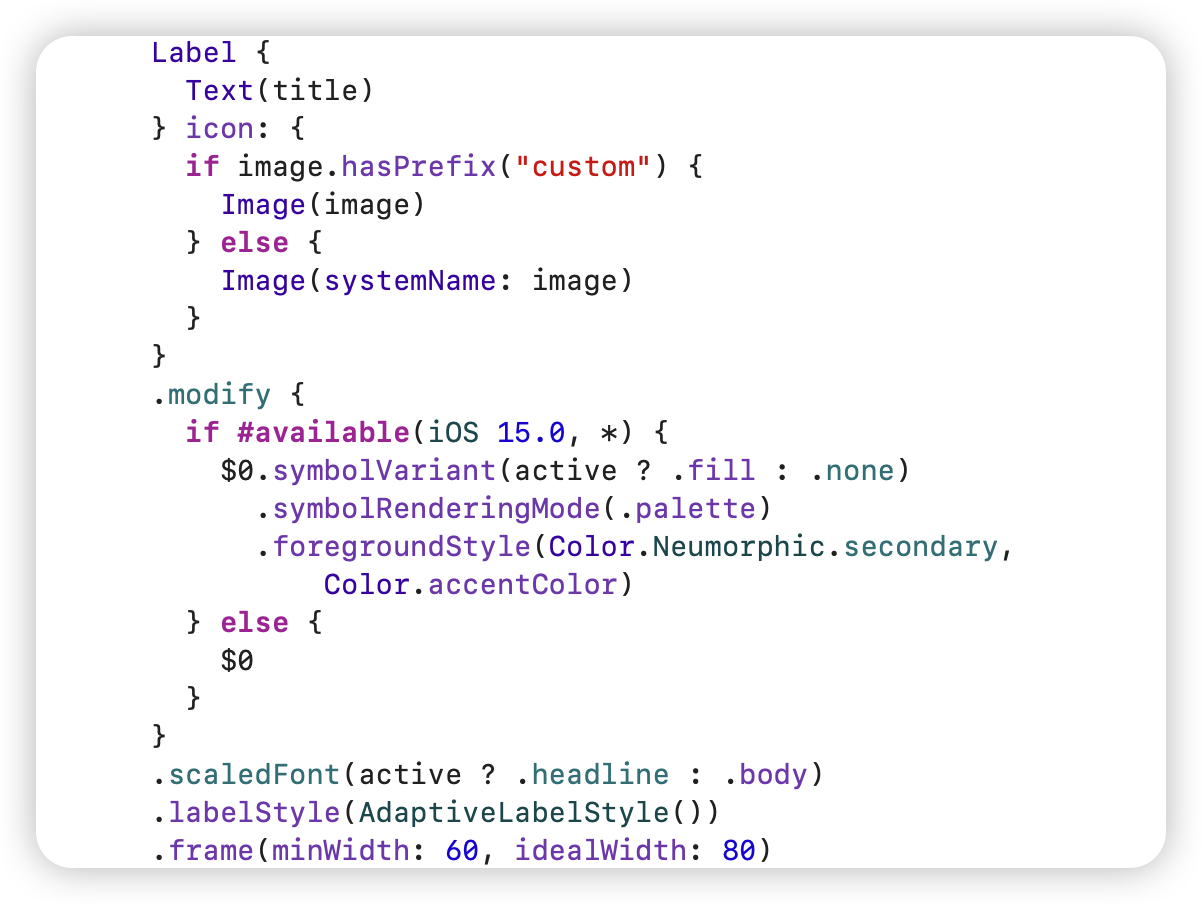 Label {
  Text(title)
} icon: {
  if image.hasPrefix("custom") {
    Image(image)
  } else {
    Image(systemName: image)
  }
}
.modify {
  if #available(iOS 15.0, *) {
    $0.symbolVariant(active ? .fill : .none)
      .symbolRenderingMode(.palette)
      .foregroundStyle(Color.Neumorphic.secondary,
          Color.accentColor)
  } else {
    $0
  }
}
.scaledFont(active ? .headline : .body)
.labelStyle(AdaptiveLabelStyle())
.frame(minWidth: 60, idealWidth: 80)